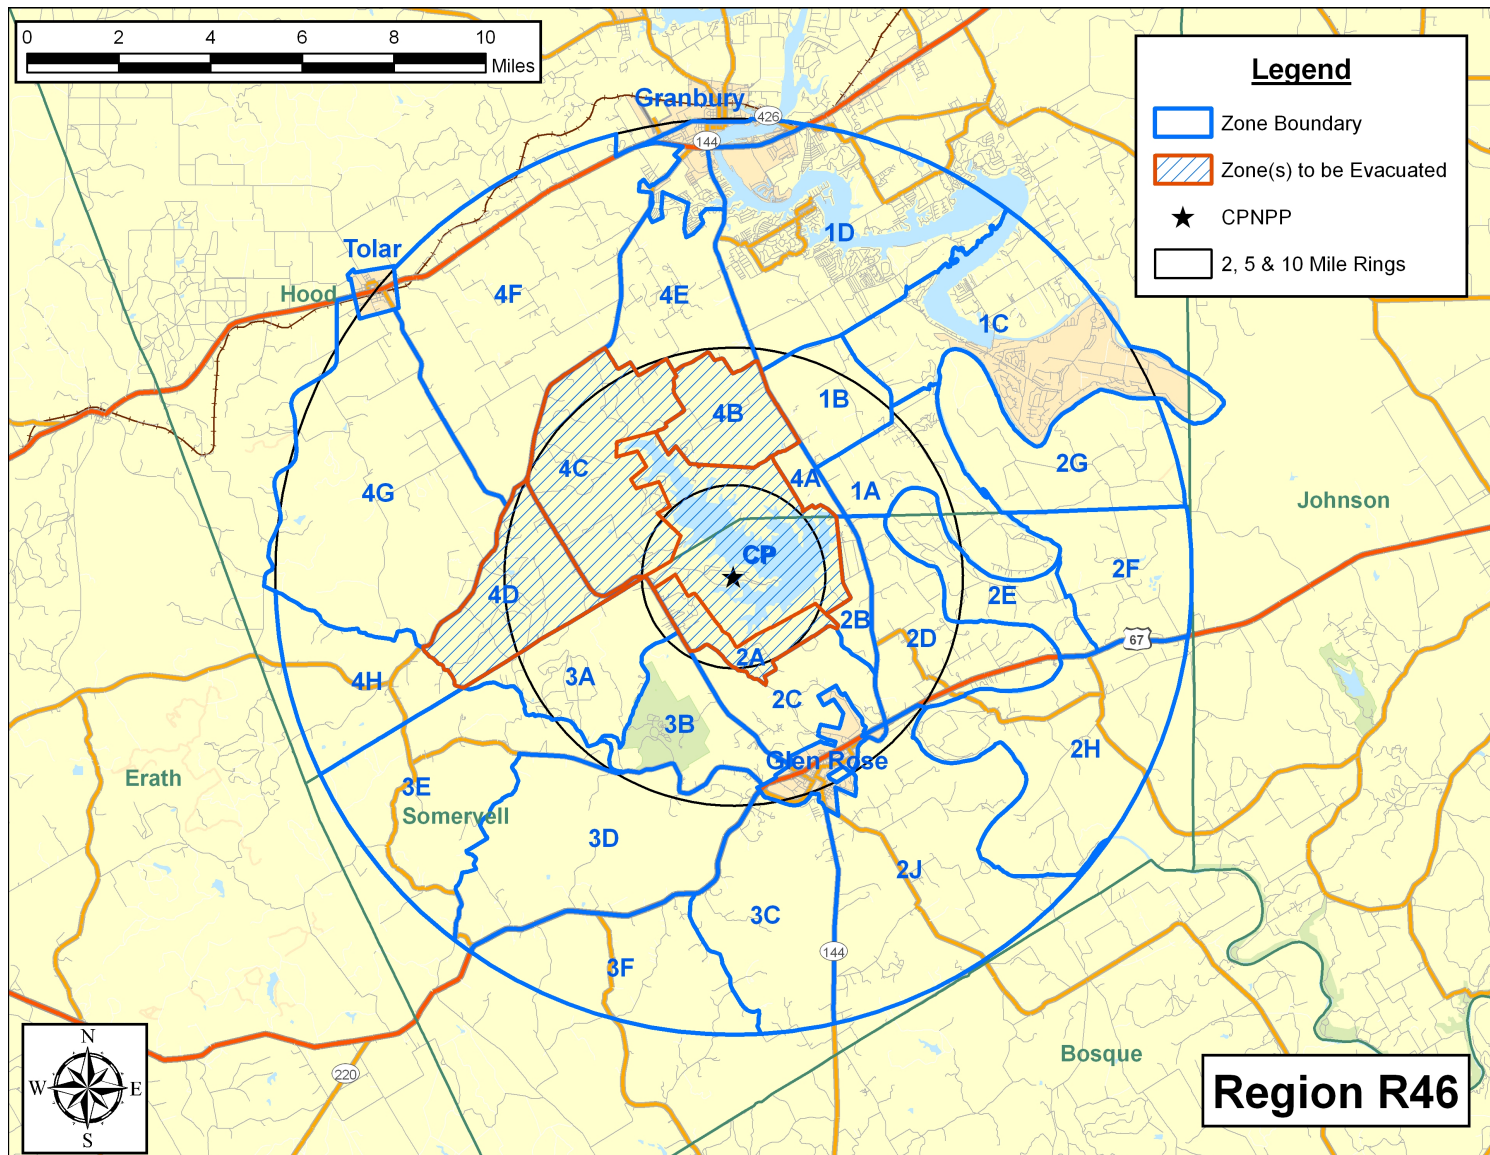 0 2 4 6 8 10
Miles
Legend
Zone Boundary
Zone(s) to be Evacuated
CPNPP
2, 5 & 10 Mile Rings
Granbury
426
144
1D
Tolar
Hood
4F
4E
1C
1B
4B
4C
4A
1A
2G
4G
Johnson
CP
2F
4D
2E
2B
2D
67
2A
3A
4H
2C
3B
2H
Glen Rose
Erath
3E
Somervell
3D
2J
3C
144
3F
Bosque
220
N
W E
S
Region R46